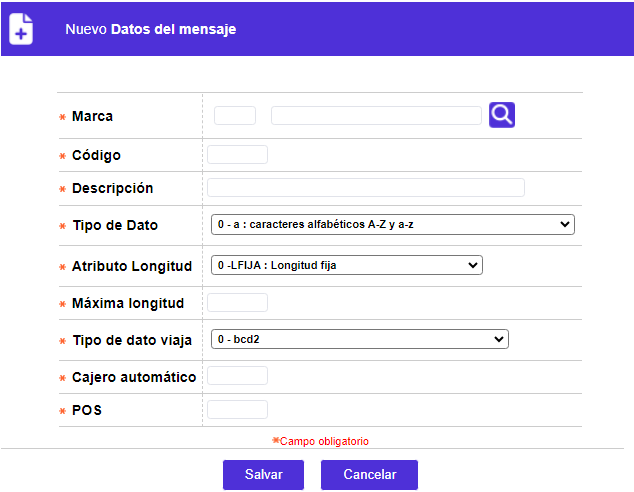 Nuevo Datos del mensaje
* Marca
* Código
* Descripción
* Tipo de Dato 0 - a : caracteres alfabéticos A-Z y a-z
* Atributo Longitud 0 -LFIJA : Longitud fija
* Máxima longitud
* Tipo de dato viaja 0 - bcd2
* Cajero automático
* POS
*Campo obligatorio
Salvar Cancelar